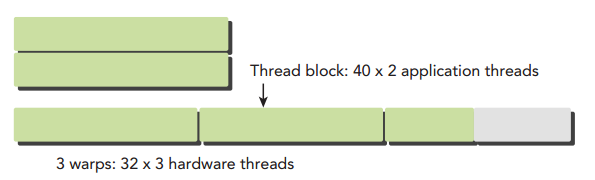 Thread block: 40 x 2 application threads
3 warps: 32 x 3 hardware threads